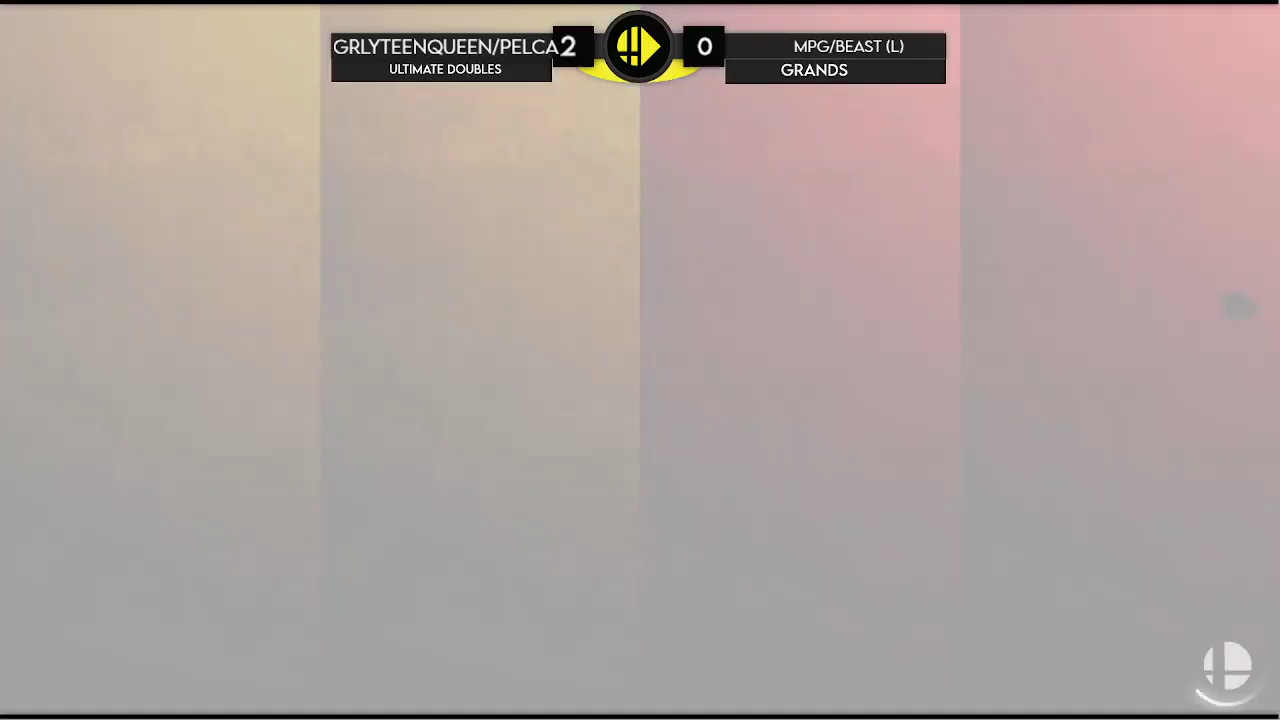 GRLYTEENQUEEN/PELCA 2 0 MPG/BEAST (L)
ULTIMATE DOUBLES GRANDS